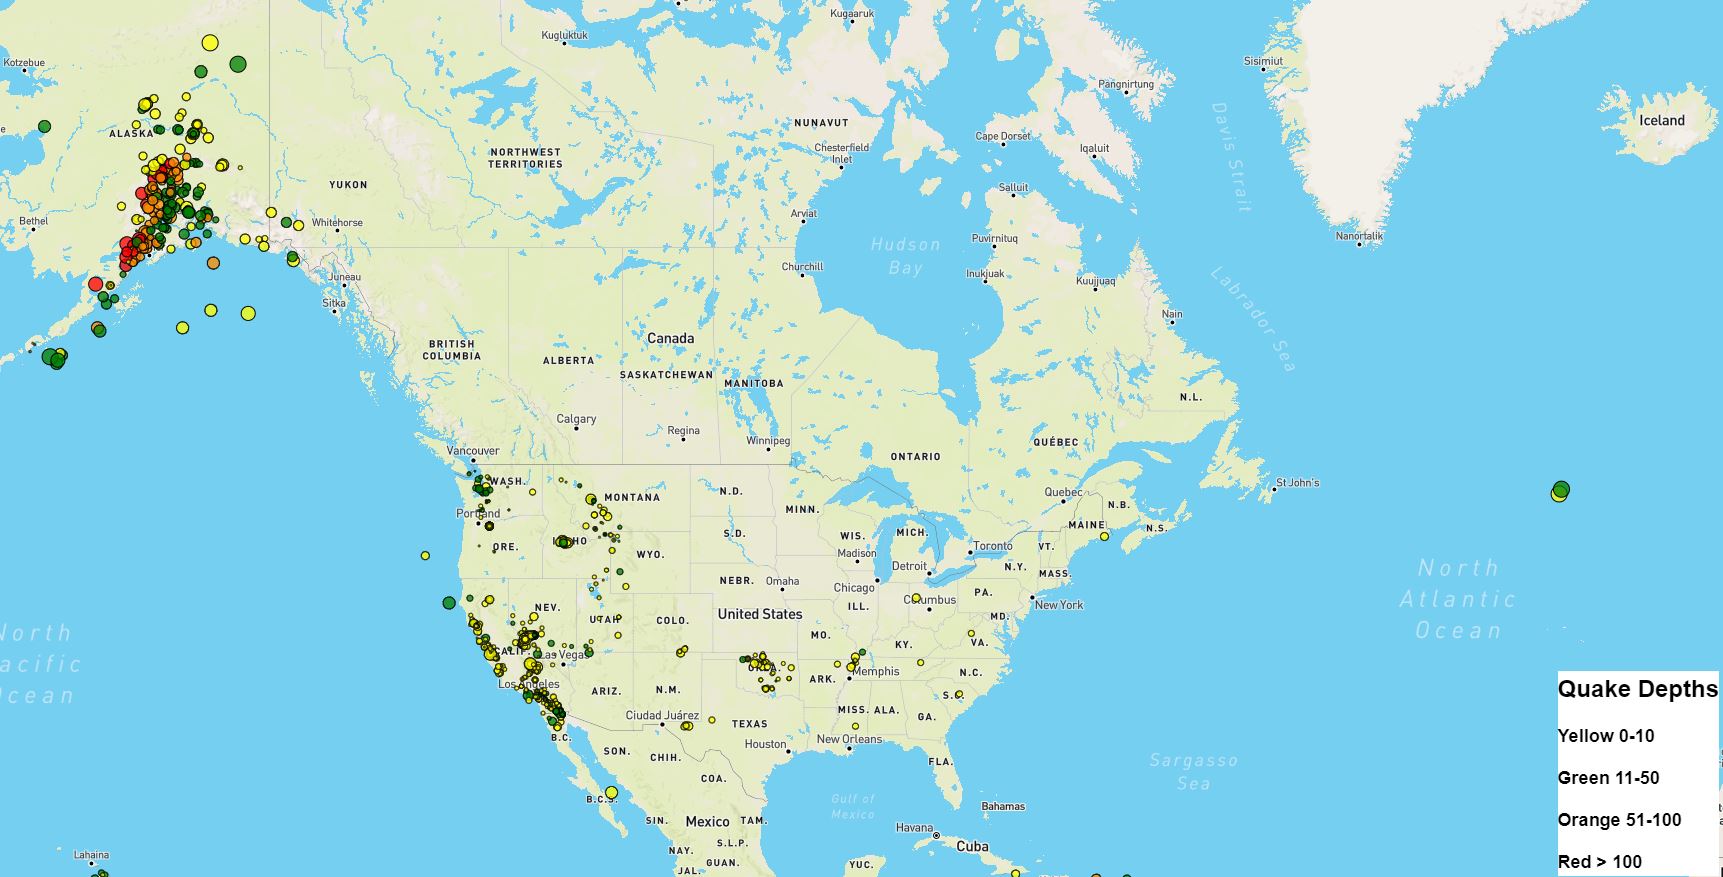 Kugaaruk
Kugluktuk
Kotzebue
Sisimiut
Pangnirtung
Iceland
ALASKA
NUNAVUT
Cape Dorset
Davis Strait
Chesterfield
Inlet
Iqaluit
NORTHWEST
TERRITORIES
YUKON
Salluit
Bethel
Whitehorse
Arviat
Puvirnituq
Nanortalik
Hudson
Bay
Churchill
Inukjuak
Kuujjuaq
Juneau
Sitka
Labrador Sea
Nain
Canada
BRITISH
COLUMBIA
ALBERTA
SASKATCHEWAN
MANITOBA
N.L.
Calgary
Regina
Winnipeg
QUÉBEC
Vancouver
ONTARIO
WASH.
MONTANA
N.D.
Quebec
St John's
N.B.
Portland
MINN.
MAINE
N.S.
ORE.
IDAHO
WYO.
S.D.
WIS.
MICH.
Madison
Toronto
VT.
Detroit
N.Y.
MASS.
NEBR.
Omaha
Chicago
PA.
North
Atlantic
Ocean
NEV.
UTAH
COLO.
United States
ILL.
Columbus
New York
MD.
North
Pacific
Ocean
MO.
KY.
VA.
CALIF.
Las Vegas
OKLA.
Memphis
N.C.
Los Angeles
ARIZ.
N.M.
ARK.
S.C.
Quake Depths
Ciudad Juárez
TEXAS
MISS.
ALA.
GA.
Yellow 0-10
B.C.
SON.
CHIH.
Houston
New Orleans
FLA.
Sargasso
Sea
Green 11-50
COA.
B.C.S.
Gulf of
Mexico
Bahamas
Orange 51-100
SIN.
Mexico
TAM.
Havana
Cuba
S.L.P.
Lahaina
NAY.
GUAN.
YUC.
Red > 100
JAL.